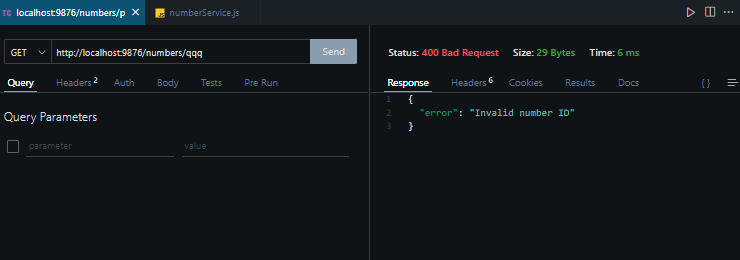 TC localhost:9876/numbers/p × JS numberService.js
GET http://localhost:9876/numbers/qqq Send
Status: 400 Bad Request Size: 29 Bytes Time: 6 ms
Query Headers 2 Auth Body Tests Pre Run
Response Headers 6 Cookies Results Docs { }
Query Parameters
parameter value
1 {
2 "error": "Invalid number ID"
3 }